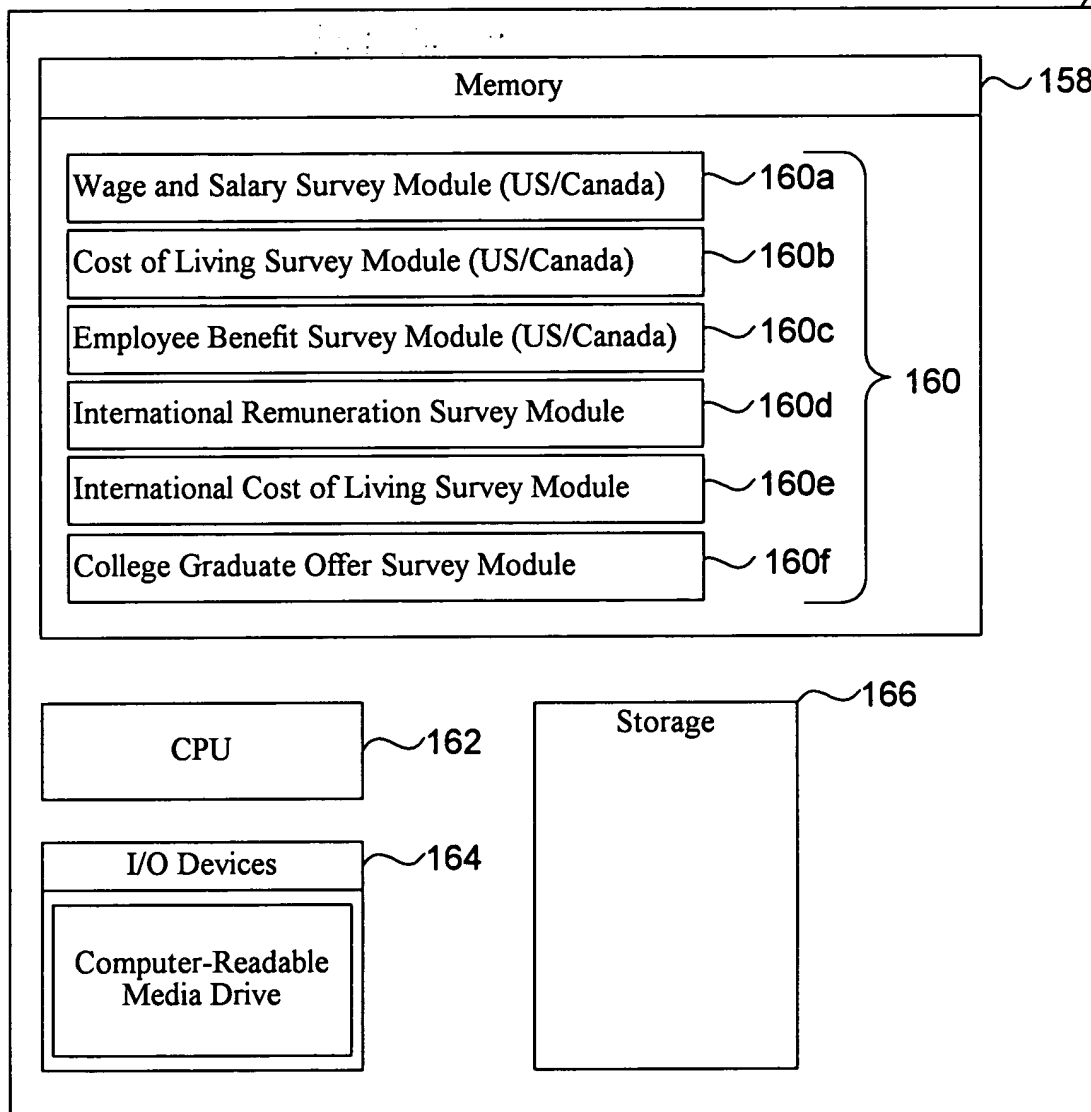 Memory
158
Wage and Salary Survey Module (US/Canada)
160a
Cost of Living Survey Module (US/Canada)
160b
Employee Benefit Survey Module (US/Canada)
160c
160
International Remuneration Survey Module
160d
International Cost of Living Survey Module
160e
College Graduate Offer Survey Module
160f
CPU
162
Storage
166
I/O Devices
164
Computer-Readable
Media Drive